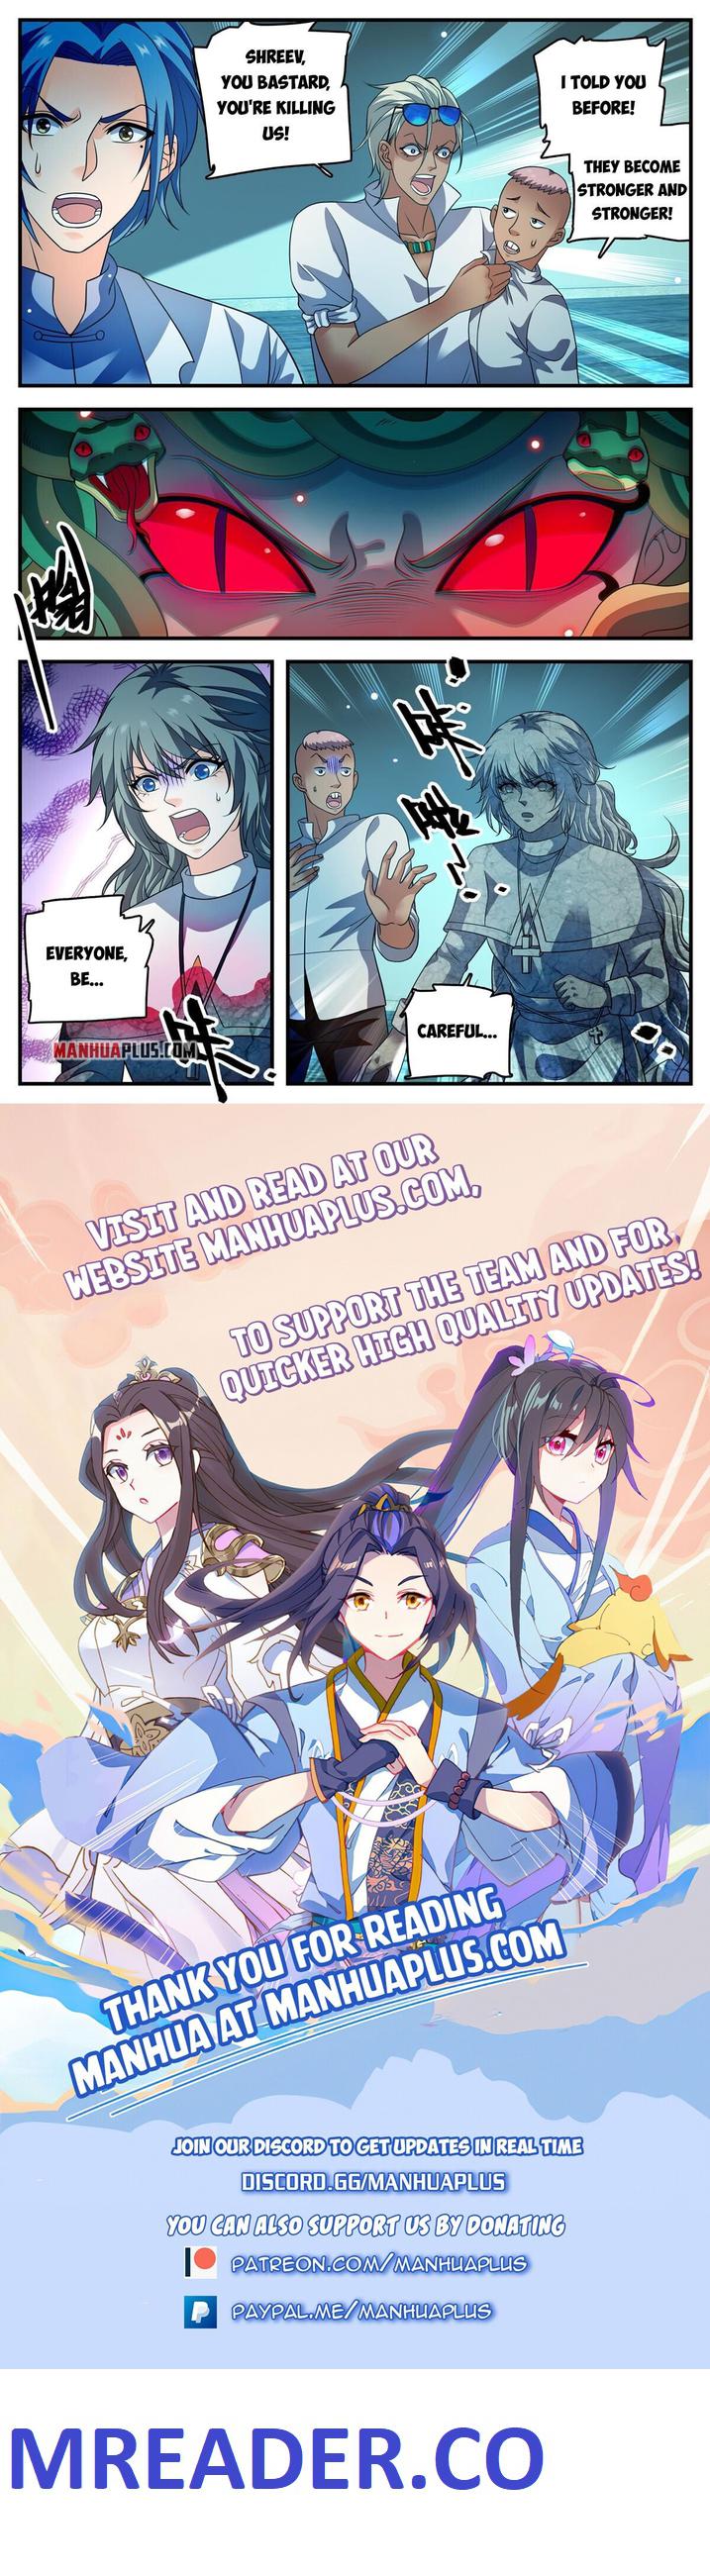 SHREEV,
YOU BASTARD,
YOU'RE KILLING
US!
I TOLD YOU
BEFORE!
THEY BECOME
STRONGER AND
STRONGER!
EVERYONE,
BE...
MANHUAPLUS.COM
咔
咔
CAREFUL...
VISIT AND READ AT OUR
WEBSITE MANHUAPLUS.COM,
TO SUPPORT THE TEAM AND FOR
QUICKER HIGH QUALITY UPDATES!
THANK YOU FOR READING
MANHUA AT MANHUAPLUS.COM
JOIN OUR DISCORD TO GET UPDATES IN REAL TIME
DISCORD.GG/MANHUAPLUS
YOU CAN ALSO SUPPORT US BY DONATING
PATREON.COM/MANHUAPLUS
PAYPAL.ME/MANHUAPLUS
MREADER.CO